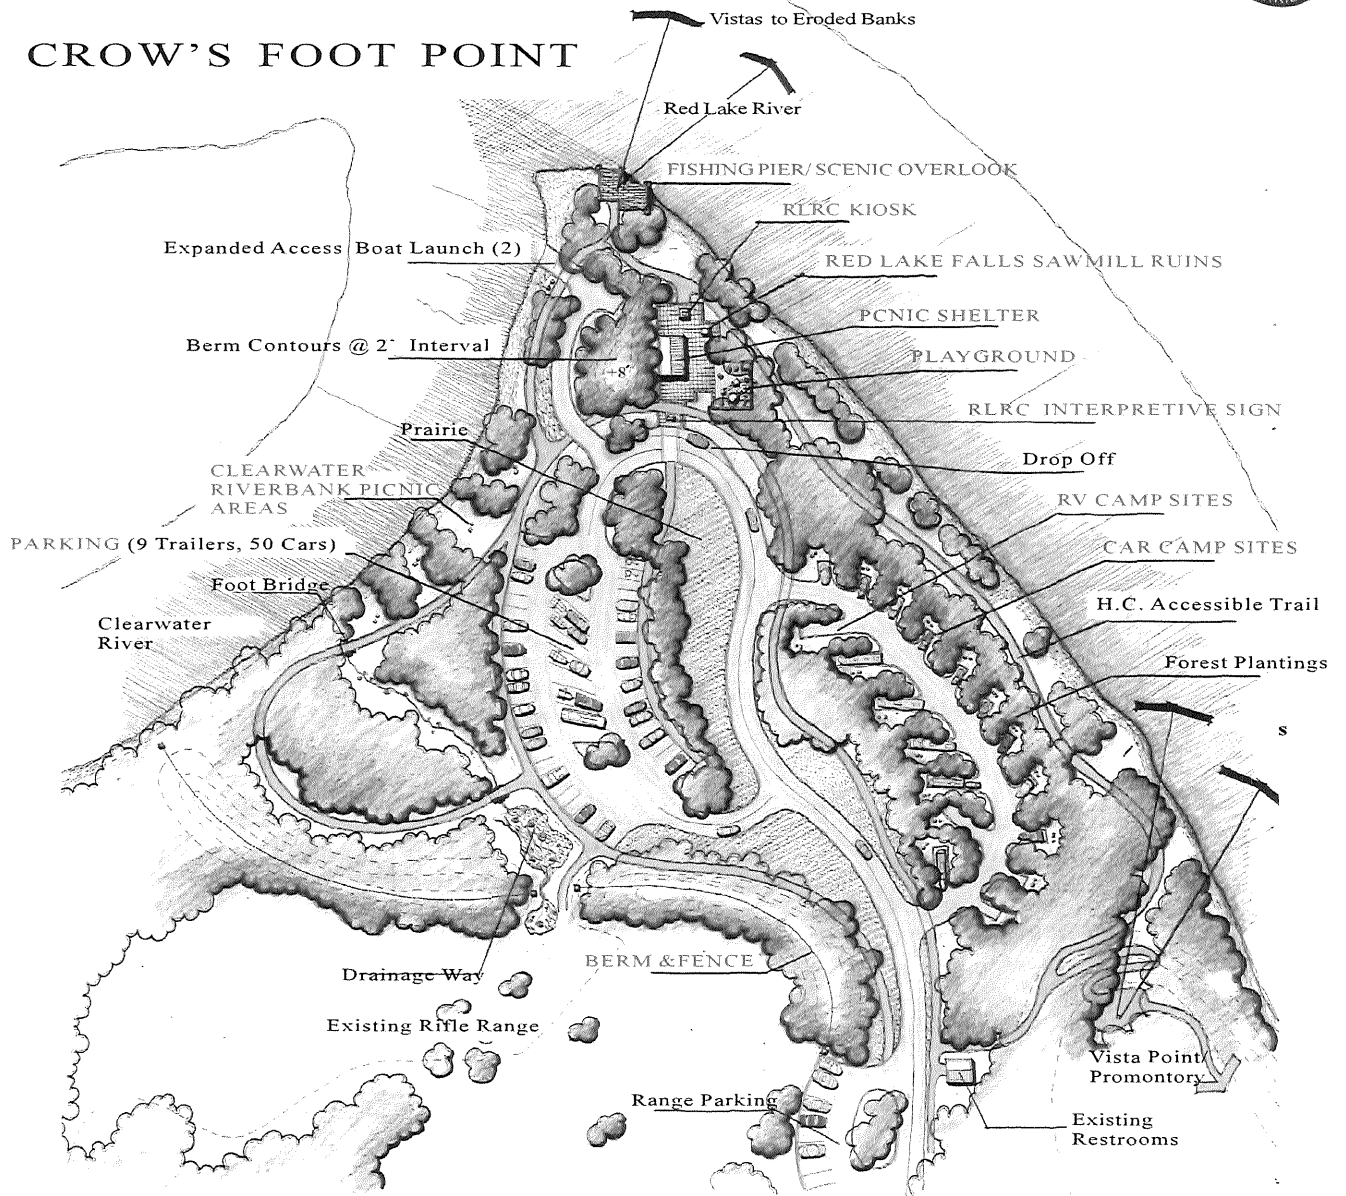 Vistas to Eroded Banks
CROW'S FOOT POINT
Red Lake River
FISHING PIER/ SCENIC OVERLOOK
RLRC KIOSK
Expanded Access Boat Launch (2)
RED LAKE FALLS SAWMILL RUINS
PCNIC SHELTER
Berm Contours @ 2' Interval
PLAYGROUND
+8'
RLRC INTERPRETIVE SIGN
Prairie
Drop Off
CLEARWATER
RIVERBANK PICNIC
AREAS
RV CAMP SITES
PARKING (9 Trailers, 50 Cars)
CAR CAMP SITES
Foot Bridge
H.C. Accessible Trail
Clearwater
River
Forest Plantings
s
BERM & FENCE
Drainage Way
Existing Rifle Range
Vista Point/
Promontory
Range Parking
Existing
Restrooms